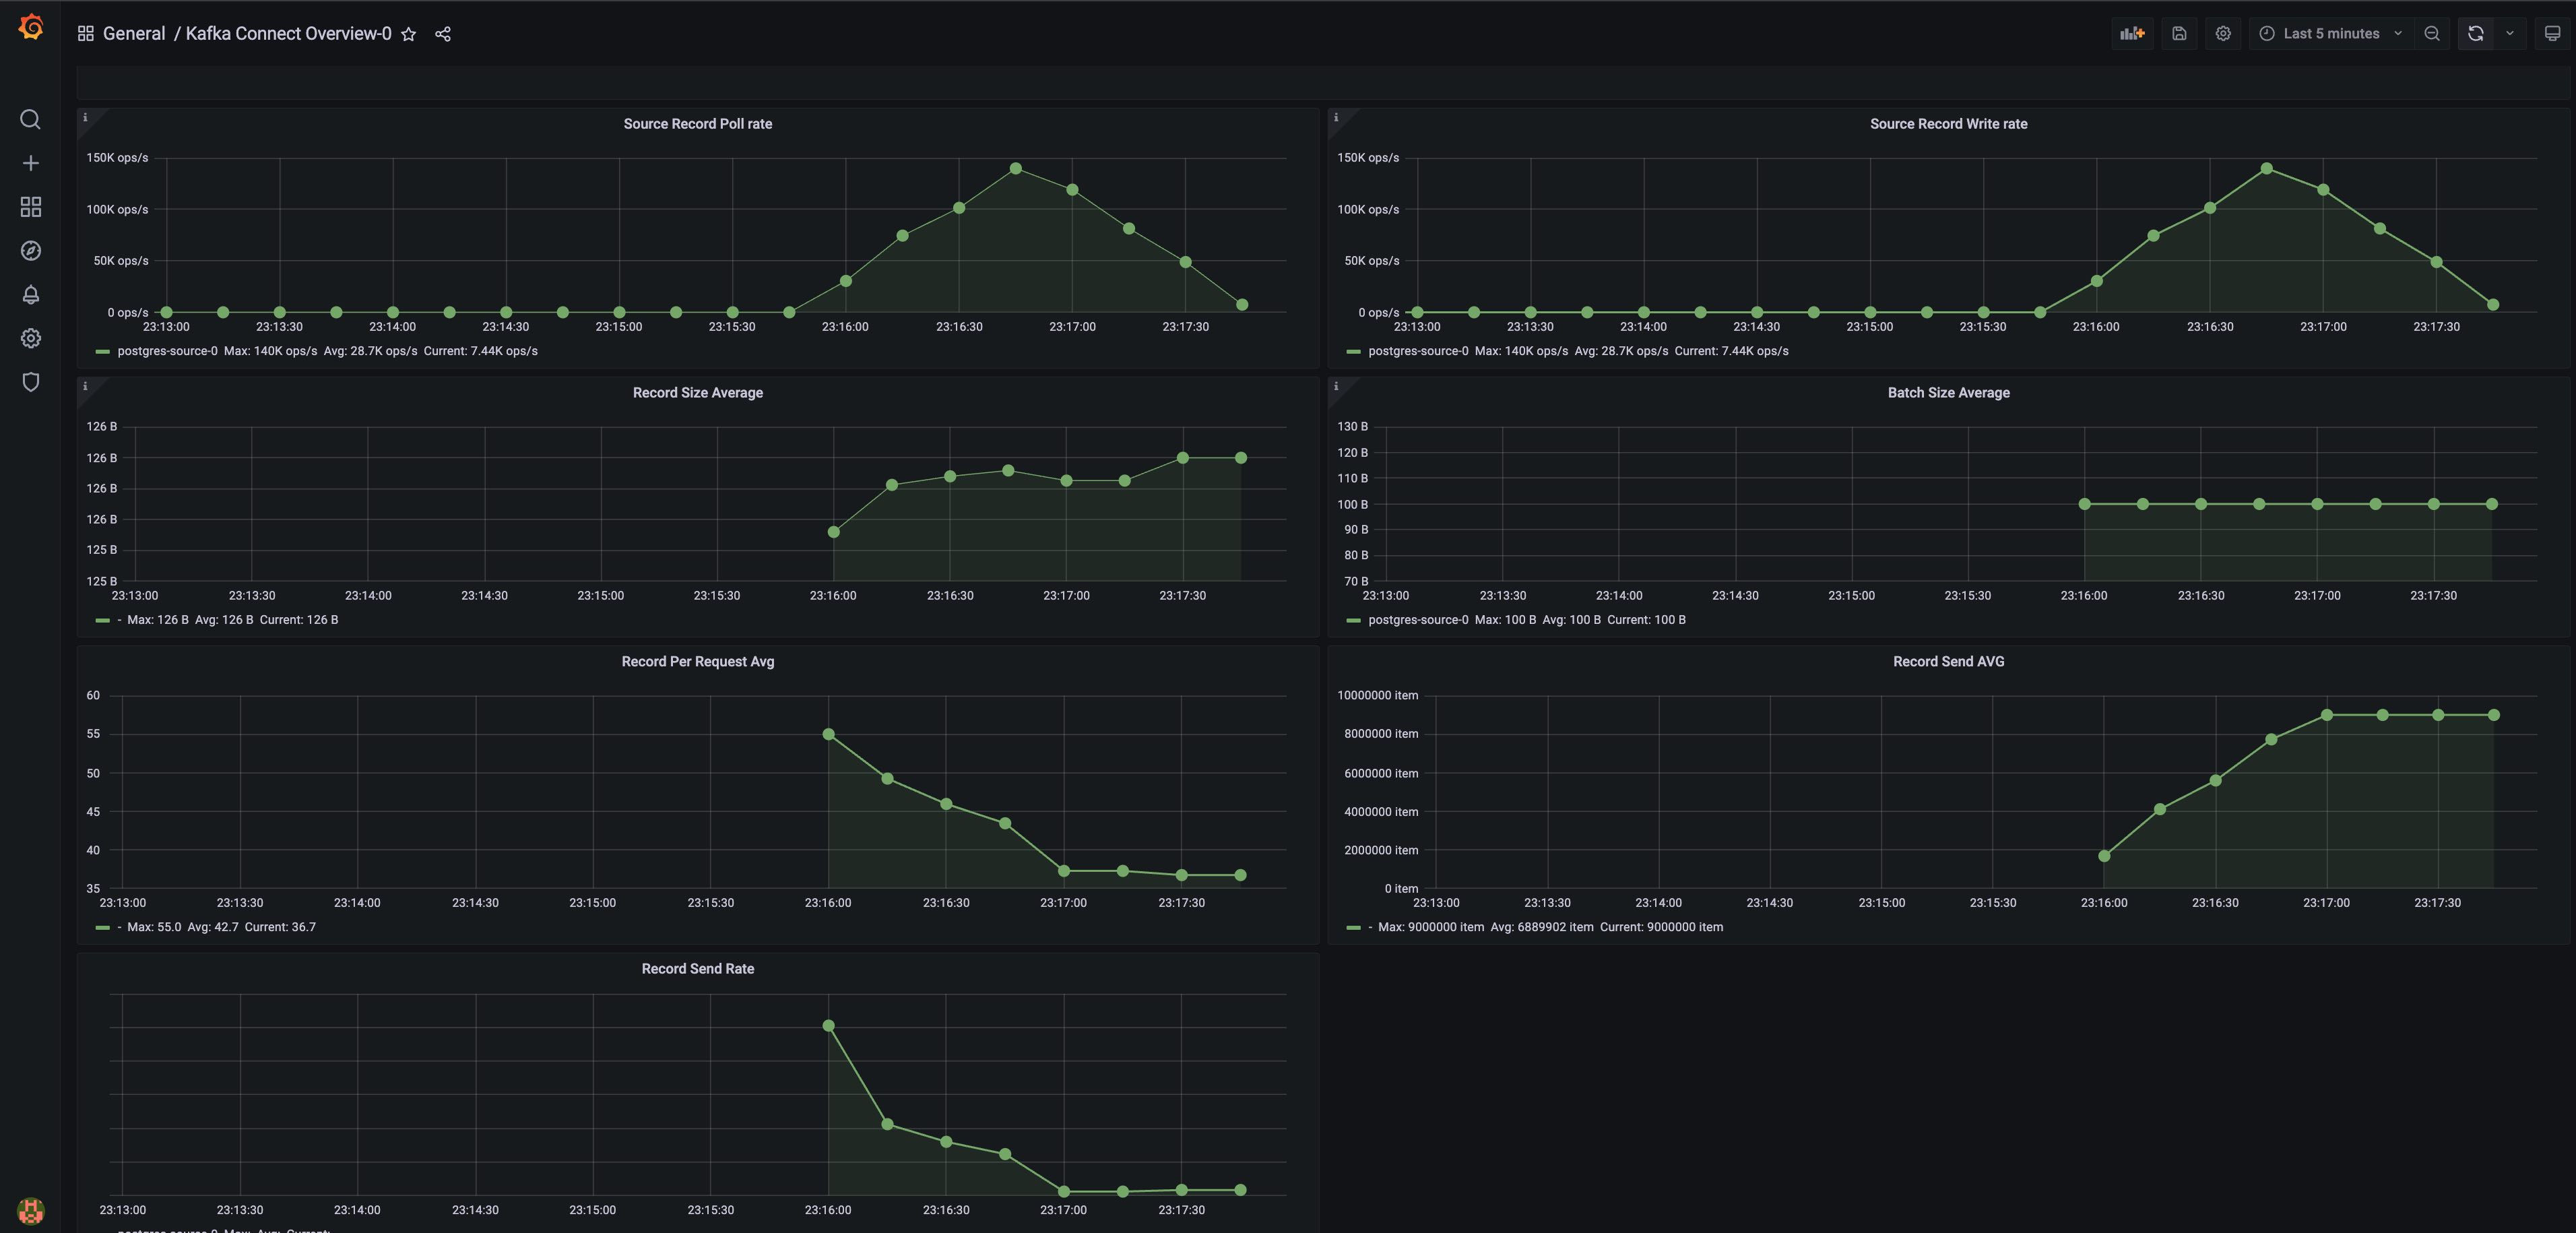 General / Kafka Connect Overview-0
Last 5 minutes
Source Record Poll rate
150K ops/s
100K ops/s
50K ops/s
0 ops/s
23:13:00 23:13:30 23:14:00 23:14:30 23:15:00 23:15:30 23:16:00 23:16:30 23:17:00 23:17:30
postgres-source-0 Max: 140K ops/s Avg: 28.7K ops/s Current: 7.44K ops/s
Source Record Write rate
150K ops/s
100K ops/s
50K ops/s
0 ops/s
23:13:00 23:13:30 23:14:00 23:14:30 23:15:00 23:15:30 23:16:00 23:16:30 23:17:00 23:17:30
postgres-source-0 Max: 140K ops/s Avg: 28.7K ops/s Current: 7.44K ops/s
Record Size Average
126 B
126 B
126 B
126 B
125 B
125 B
23:13:00 23:13:30 23:14:00 23:14:30 23:15:00 23:15:30 23:16:00 23:16:30 23:17:00 23:17:30
- Max: 126 B Avg: 126 B Current: 126 B
Batch Size Average
130 B
120 B
110 B
100 B
90 B
80 B
70 B
23:13:00 23:13:30 23:14:00 23:14:30 23:15:00 23:15:30 23:16:00 23:16:30 23:17:00 23:17:30
postgres-source-0 Max: 100 B Avg: 100 B Current: 100 B
Record Per Request Avg
60
55
50
45
40
35
23:13:00 23:13:30 23:14:00 23:14:30 23:15:00 23:15:30 23:16:00 23:16:30 23:17:00 23:17:30
- Max: 55.0 Avg: 42.7 Current: 36.7
Record Send AVG
10000000 item
8000000 item
6000000 item
4000000 item
2000000 item
0 item
23:13:00 23:13:30 23:14:00 23:14:30 23:15:00 23:15:30 23:16:00 23:16:30 23:17:00 23:17:30
- Max: 9000000 item Avg: 6889902 item Current: 9000000 item
Record Send Rate
23:13:00 23:13:30 23:14:00 23:14:30 23:15:00 23:15:30 23:16:00 23:16:30 23:17:00 23:17:30
postgres-source-0 Max: Avg: Current: